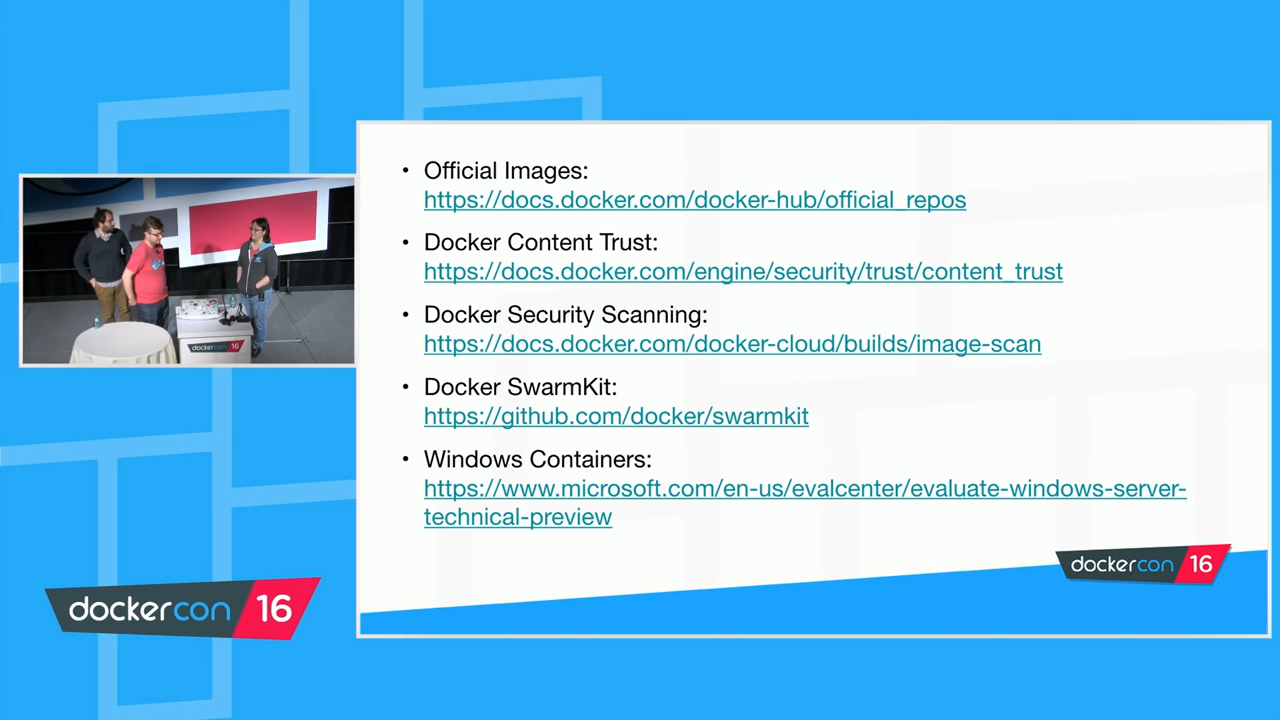 • Official Images:
https://docs.docker.com/docker-hub/official_repos
• Docker Content Trust:
https://docs.docker.com/engine/security/trust/content_trust
• Docker Security Scanning:
https://docs.docker.com/docker-cloud/builds/image-scan
• Docker SwarmKit:
https://github.com/docker/swarmkit
• Windows Containers:
https://www.microsoft.com/en-us/evalcenter/evaluate-windows-server-
technical-preview
dockercon 16
dockercon 16
dockercon 16